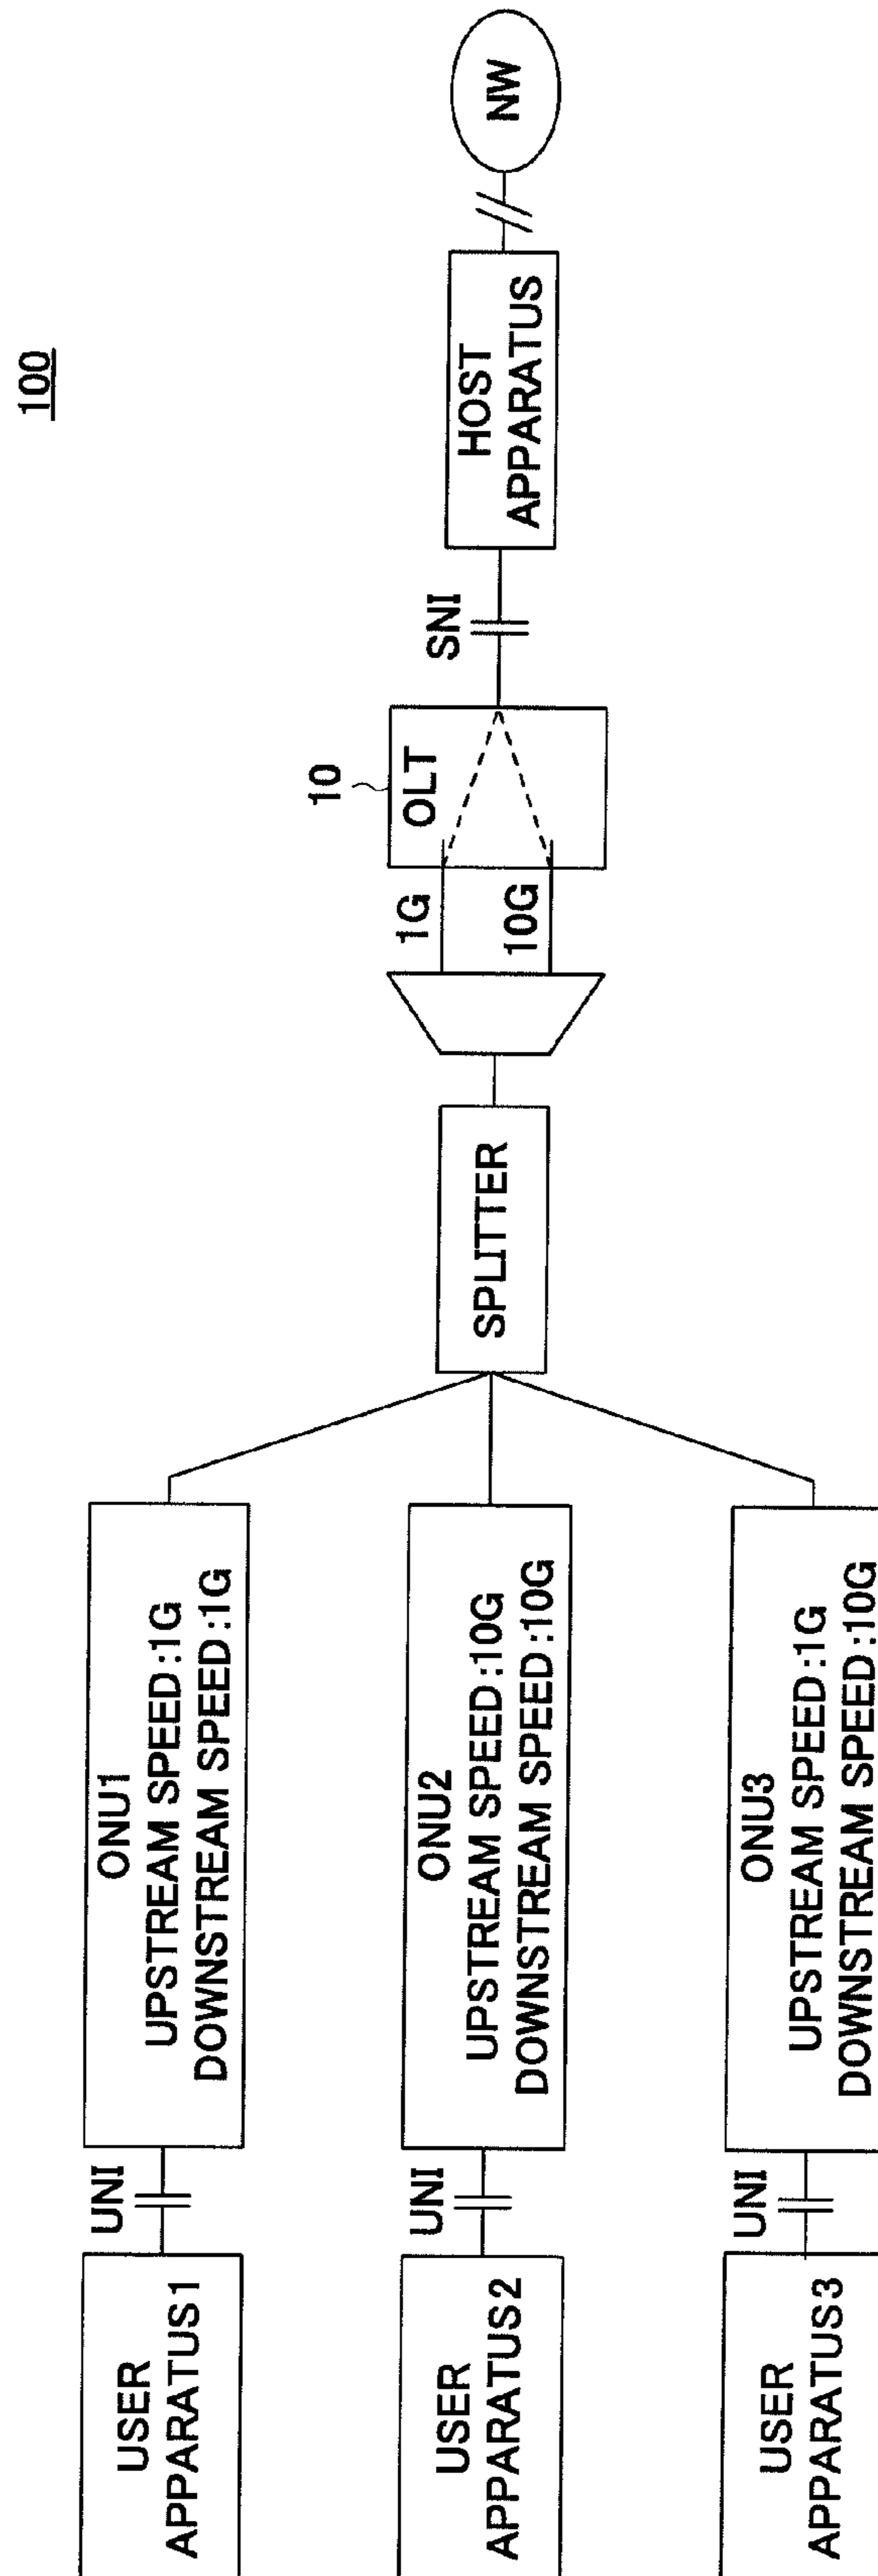 100
USER
APPARATUS1
UNI
ONU1
UPSTREAM SPEED:1G
DOWNSTREAM SPEED:1G
USER
APPARATUS2
UNI
ONU2
UPSTREAM SPEED:10G
DOWNSTREAM SPEED:10G
USER
APPARATUS3
UNI
ONU3
UPSTREAM SPEED:1G
DOWNSTREAM SPEED:10G
SPLITTER
1G
10G
10
OLT
SNI
HOST
APPARATUS
NW